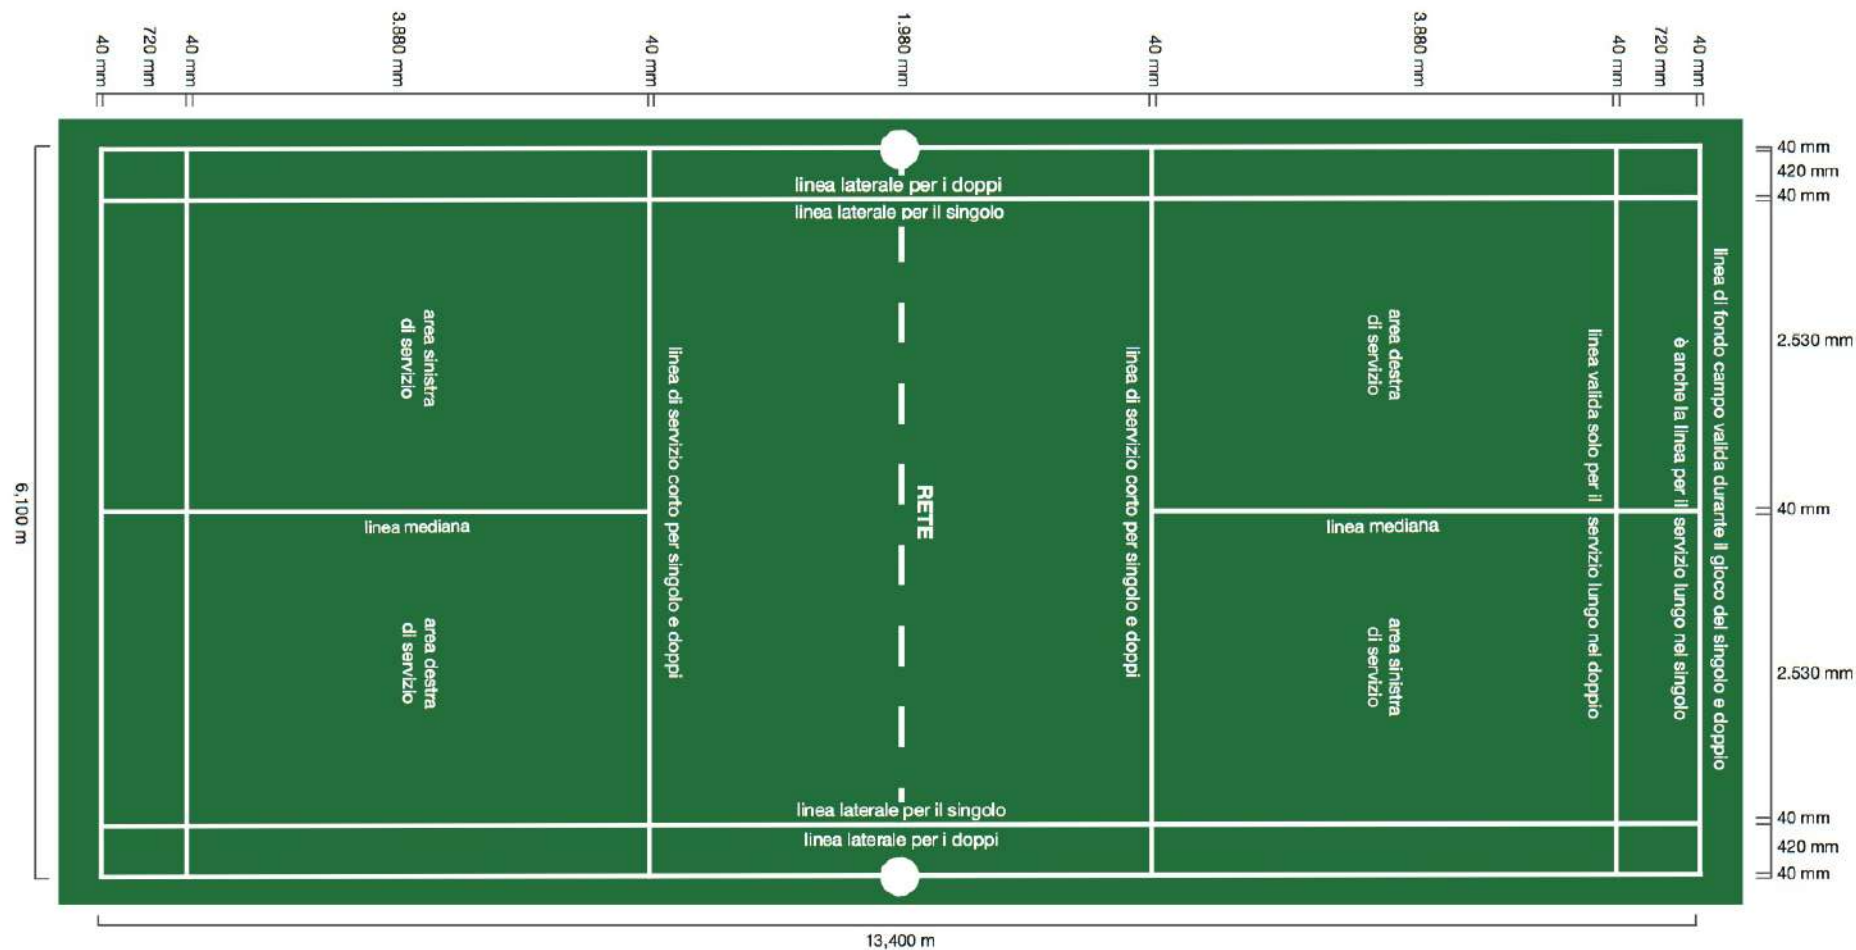 40 mm
720 mm
40 mm
3.880 mm
40 mm
1.980 mm
40 mm
3.880 mm
40 mm
720 mm
40 mm
40 mm
420 mm
40 mm
2.530 mm
40 mm
2.530 mm
40 mm
420 mm
40 mm
linea laterale per i doppi
linea laterale per il singolo
area sinistra
di servizio
linea mediana
area destra
di servizio
linea di servizio corto per singolo e doppi
RETE
linea di servizio corto per singolo e doppi
area destra
di servizio
linea mediana
area sinistra
di servizio
linea valida solo per il servizio lungo nel doppio
è anche la linea per il servizio lungo nel singolo
linea di fondo campo valida durante il gioco del singolo e doppio
linea laterale per il singolo
linea laterale per i doppi
6,100 m
13,400 m